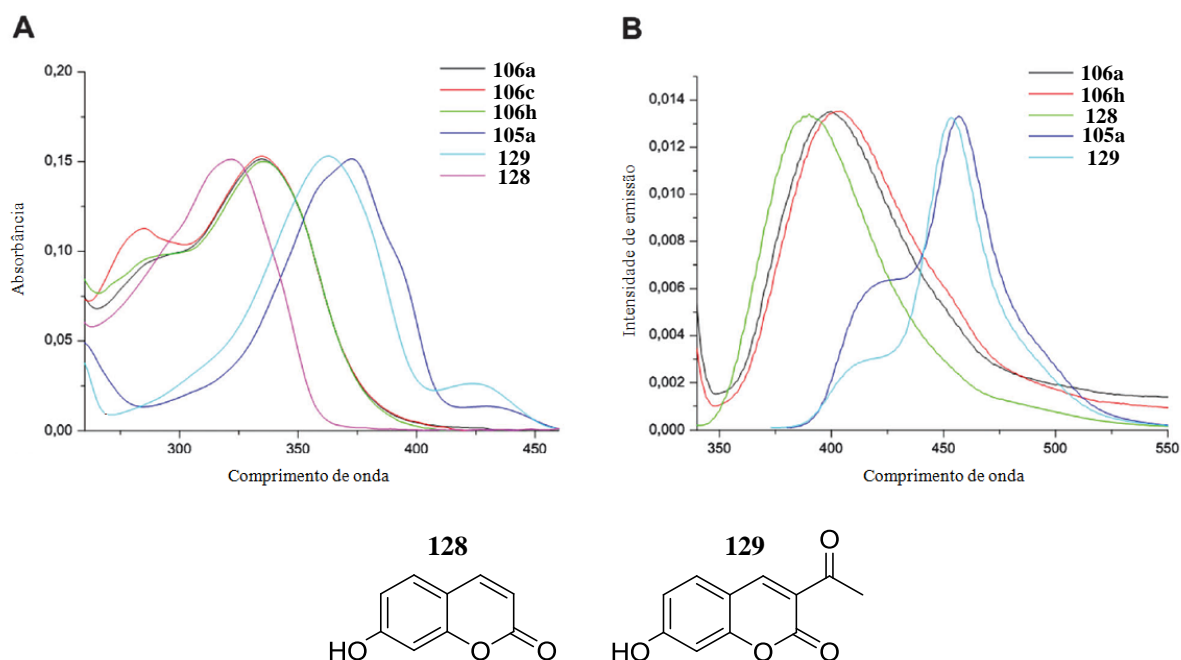 A
106a
106c
106h
105a
129
128
0,20
0,15
0,10
0,05
0,00
Absorbância
300
350
400
450
Comprimento de onda
B
106a
106h
128
105a
129
0,014
0,012
0,010
0,008
0,006
0,004
0,002
0,000
Intensidade de emissão
350
400
450
500
550
Comprimento de onda
128
HO
O
O
129
O
HO
O
O